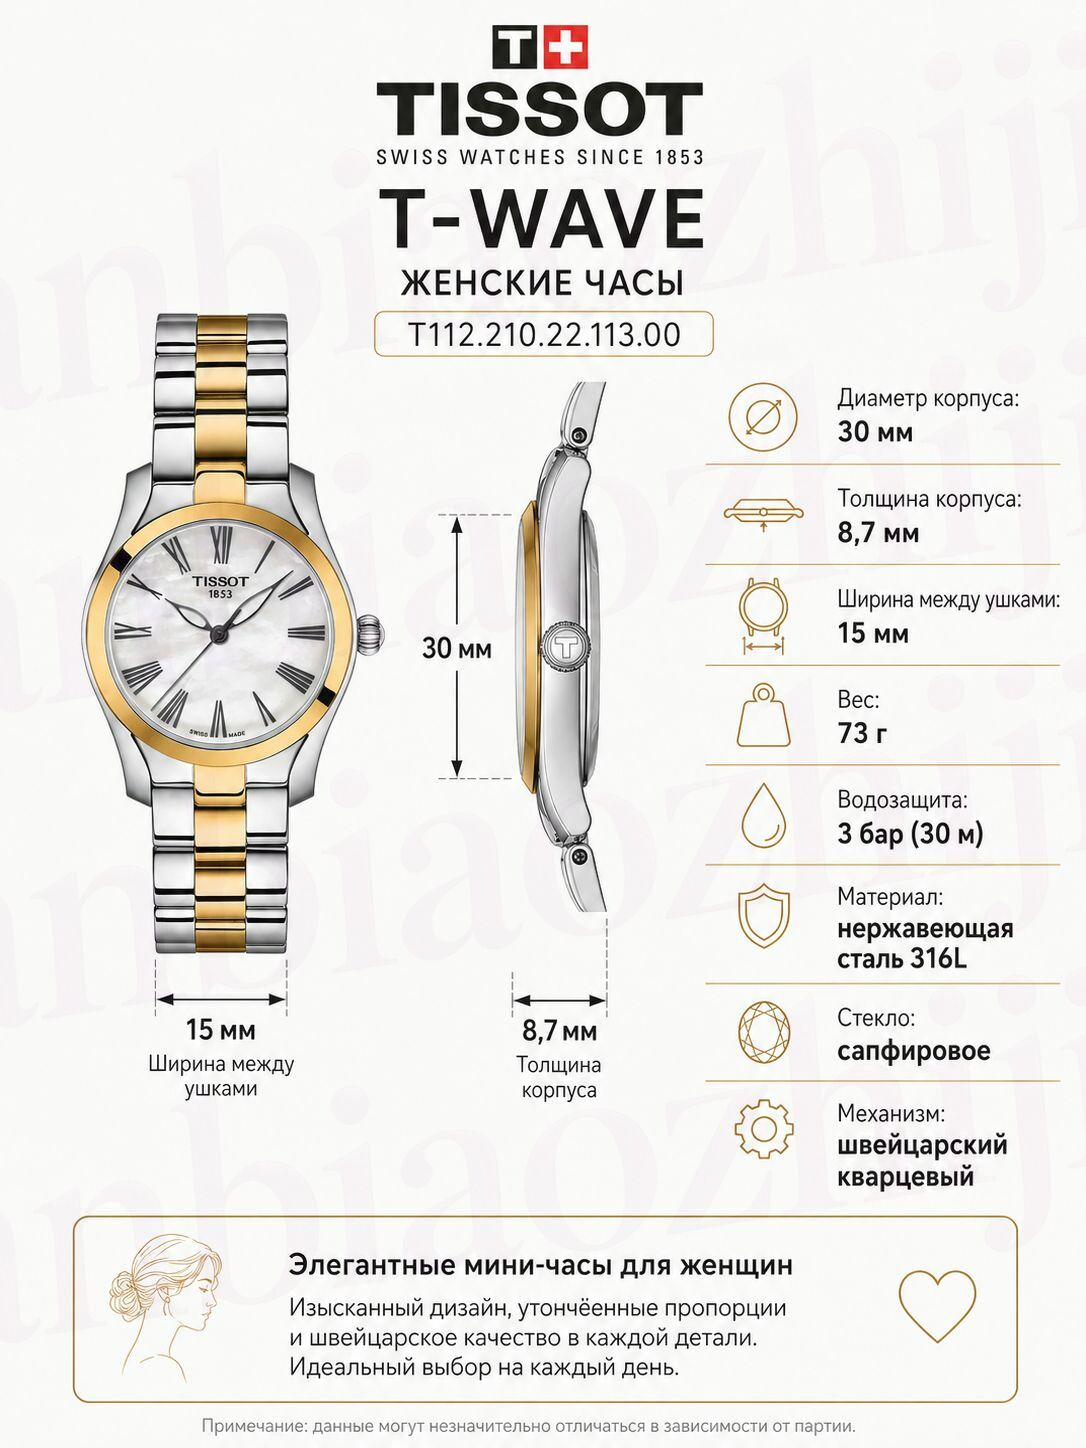 T+
TISSOT
SWISS WATCHES SINCE 1853
T-WAVE
ЖЕНСКИЕ ЧАСЫ
T112.210.22.113.00
TISSOT
1853
SWISS MADE
30 мм
T
15 мм
Ширина между
ушками
8,7 мм
Толщина
корпуса
Диаметр корпуса:
30 мм
Толщина корпуса:
8,7 мм
Ширина между ушками:
15 мм
Вес:
73 г
Водозащита:
3 бар (30 м)
Материал:
нержавеющая
сталь 316L
Стекло:
сапфировое
Механизм:
швейцарский
кварцевый
Элегантные мини-часы для женщин
Изысканный дизайн, утончёенные пропорции
и швейцарское качество в каждой детали.
Идеальный выбор на каждый день.
Примечание: данные могут незначительно отличаться в зависимости от партии.